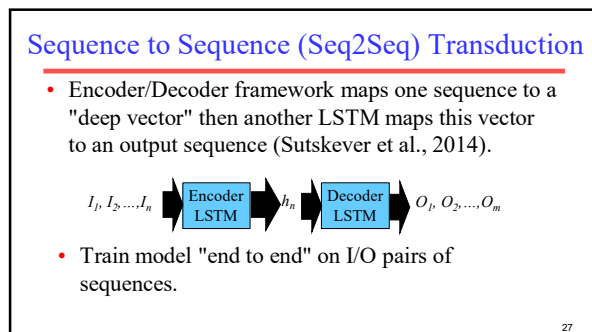 Sequence to Sequence (Seq2Seq) Transduction
• Encoder/Decoder framework maps one sequence to a
"deep vector" then another LSTM maps this vector
to an output sequence (Sutskever et al., 2014).
I1, I2,...,In Encoder LSTM hn Decoder LSTM O1, O2,...,Om
• Train model "end to end" on I/O pairs of
sequences.
27